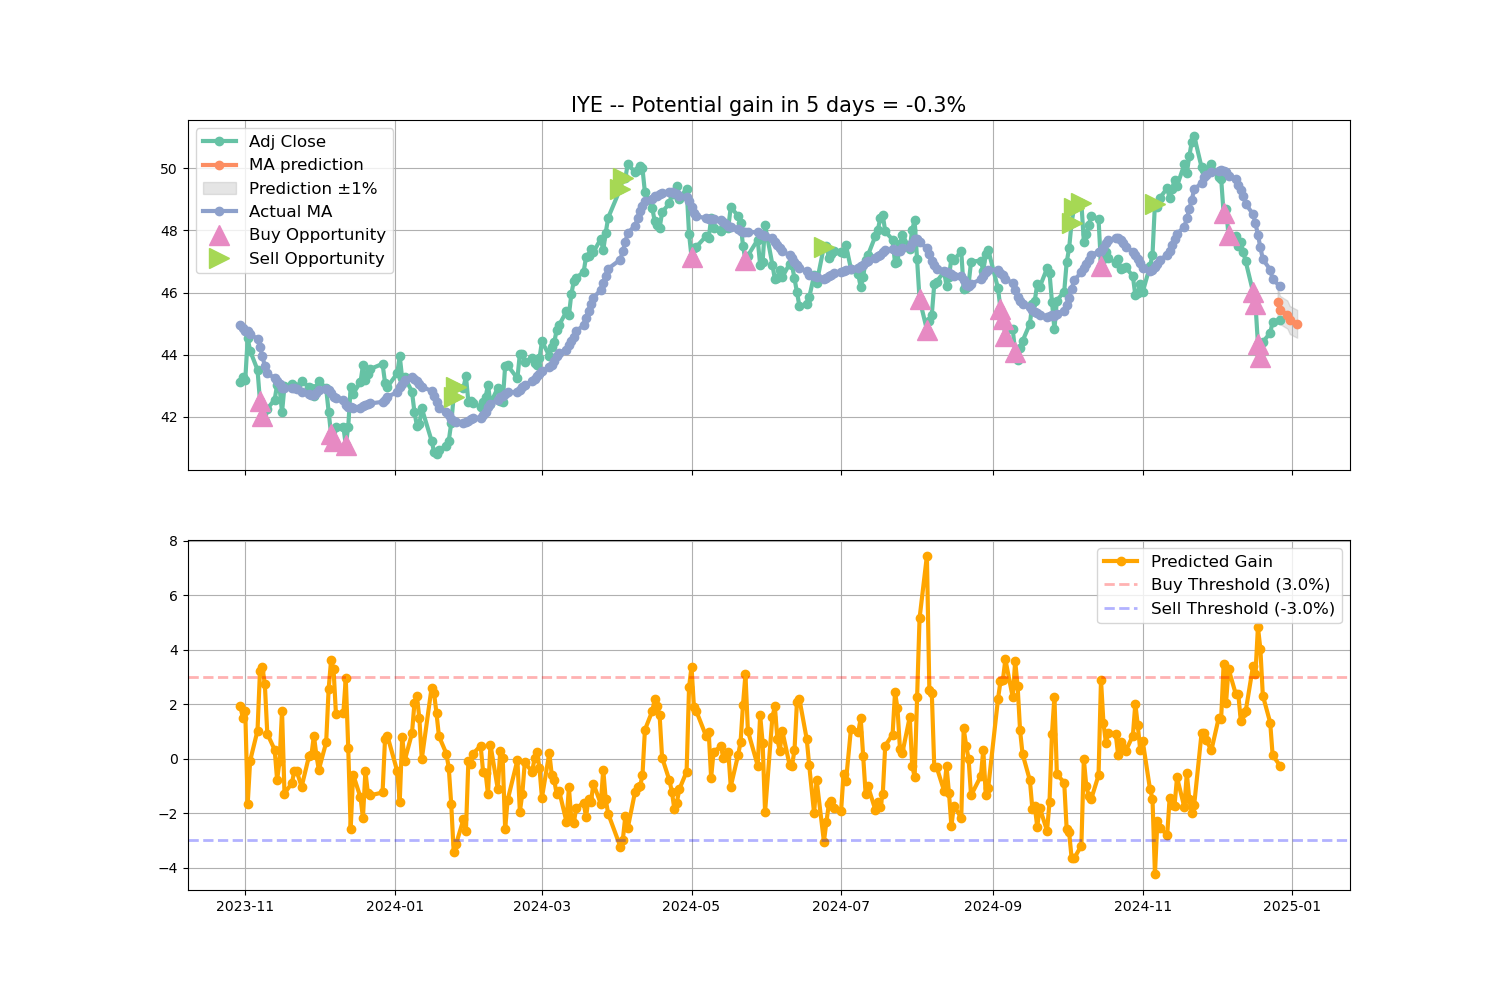 IYE -- Potential gain in 5 days = -0.3%
Adj Close
MA prediction
Prediction ±1%
Actual MA
Buy Opportunity
Sell Opportunity
50
48
46
44
42
8
6
4
2
0
−2
−4
Predicted Gain
Buy Threshold (3.0%)
Sell Threshold (-3.0%)
2023-11 2024-01 2024-03 2024-05 2024-07 2024-09 2024-11 2025-01